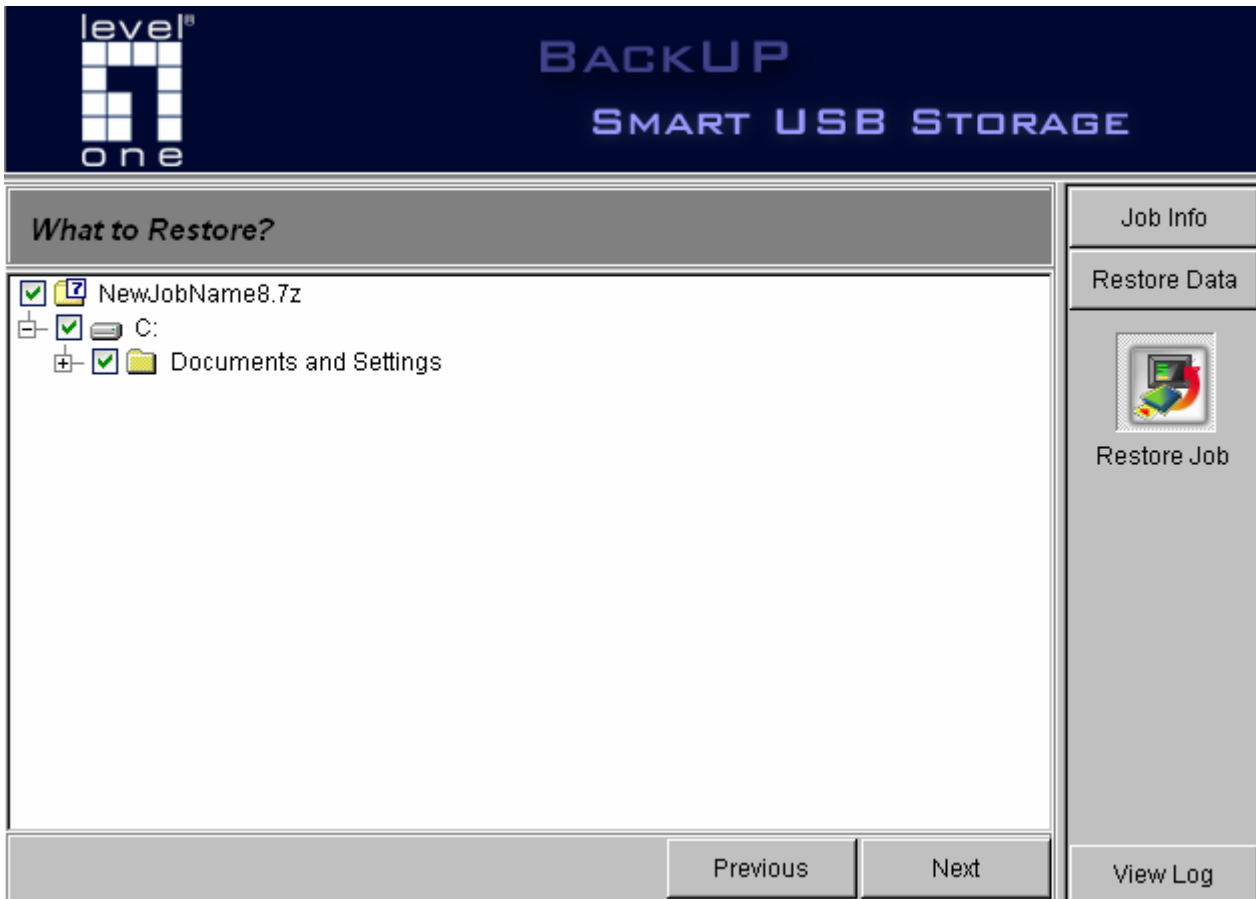 level®
one
BACKUP
SMART USB STORAGE
What to Restore?
NewJobName8.7z
C:
Documents and Settings
Previous
Next
Job Info
Restore Data
Restore Job
View Log